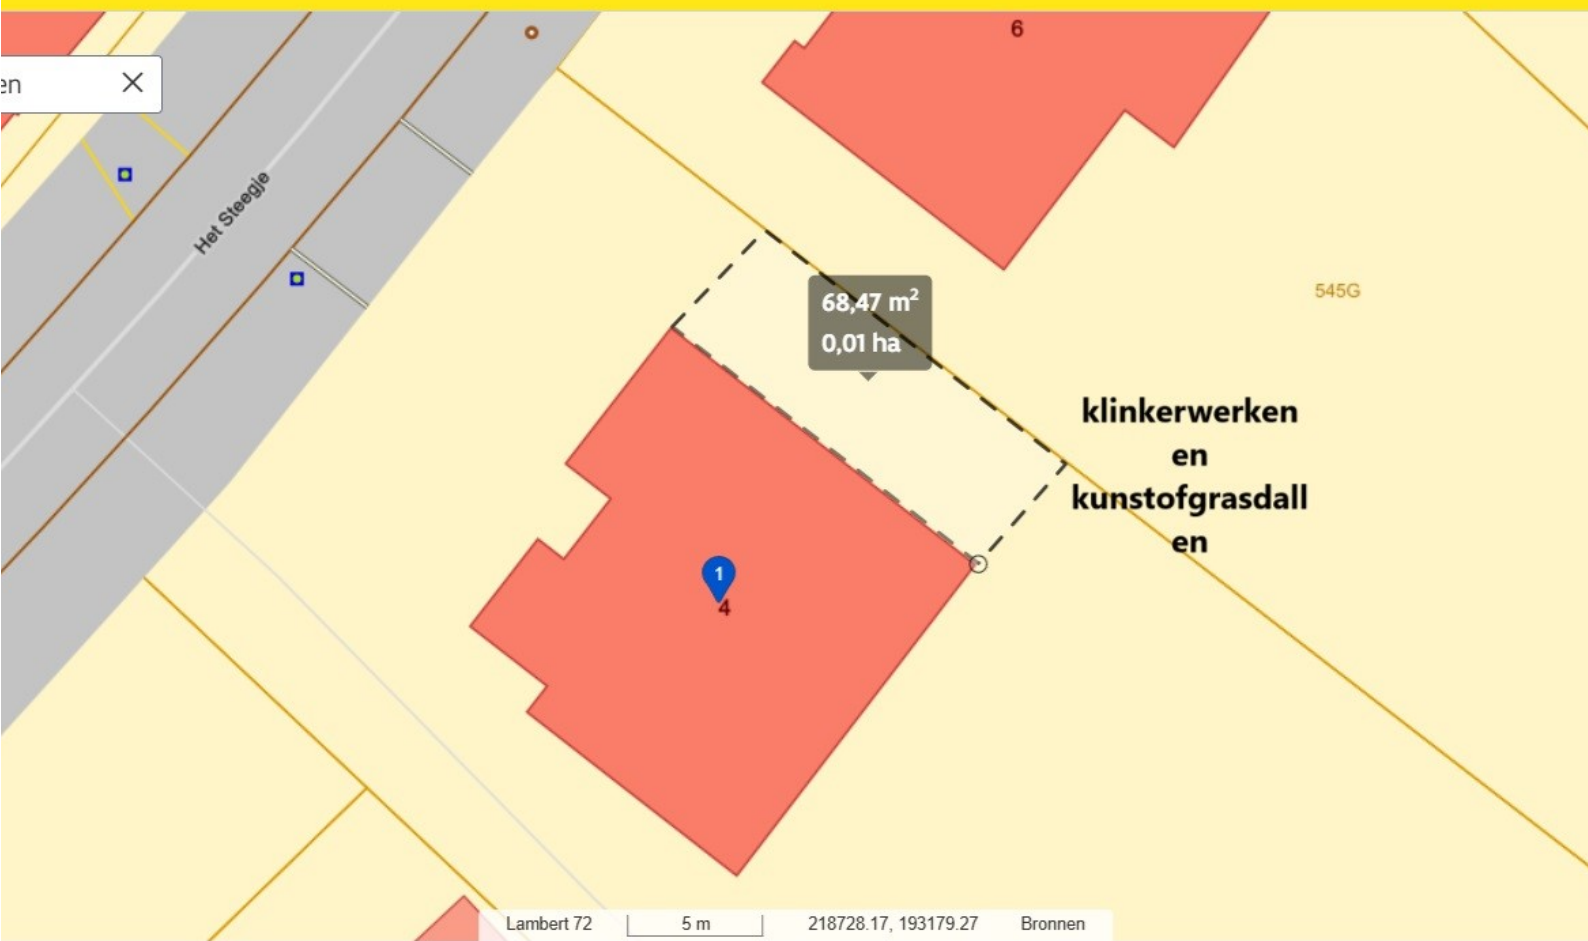 6
en
Het Steegje
68,47 m²
0,01 ha
545G
klinkerwerken
en
kunstofgrasdall
en
1
4
Lambert 72 5 m 218728.17, 193179.27 Bronnen